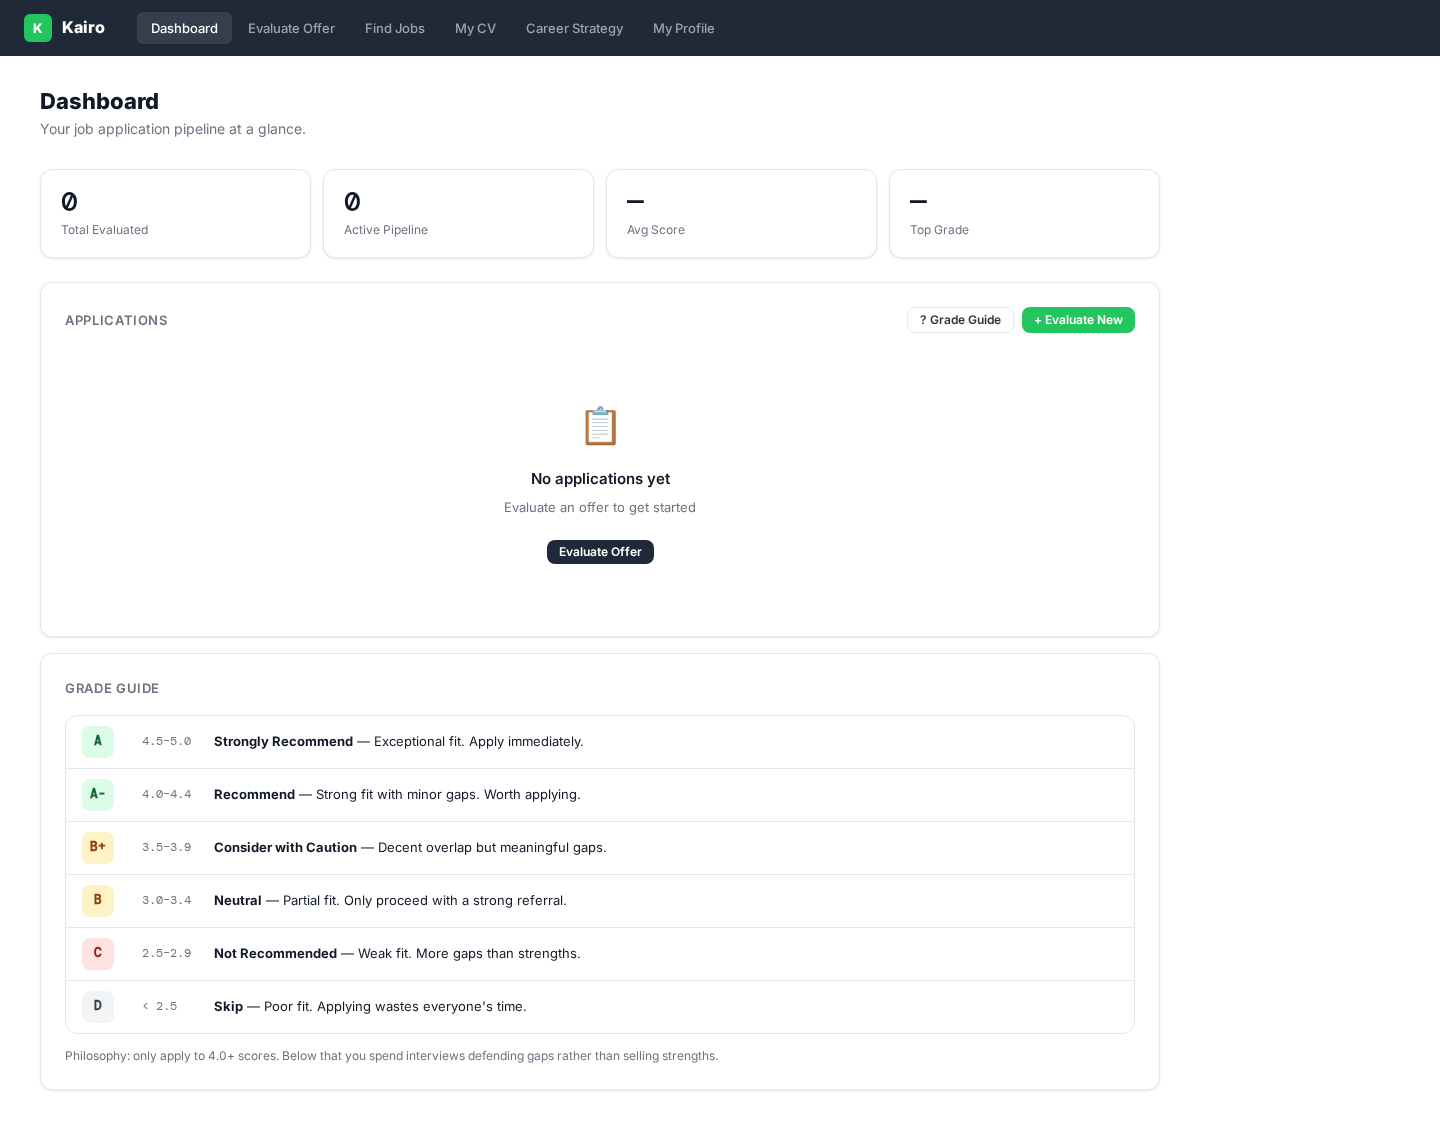 K Kairo Dashboard Evaluate Offer Find Jobs My CV Career Strategy My Profile
Dashboard
Your job application pipeline at a glance.
0 0 — —
Total Evaluated Active Pipeline Avg Score Top Grade
APPLICATIONS ? Grade Guide + Evaluate New
No applications yet
Evaluate an offer to get started
Evaluate Offer
GRADE GUIDE
A 4.5–5.0 Strongly Recommend — Exceptional fit. Apply immediately.
A- 4.0–4.4 Recommend — Strong fit with minor gaps. Worth applying.
B+ 3.5–3.9 Consider with Caution — Decent overlap but meaningful gaps.
B 3.0–3.4 Neutral — Partial fit. Only proceed with a strong referral.
C 2.5–2.9 Not Recommended — Weak fit. More gaps than strengths.
D < 2.5 Skip — Poor fit. Applying wastes everyone's time.
Philosophy: only apply to 4.0+ scores. Below that you spend interviews defending gaps rather than selling strengths.